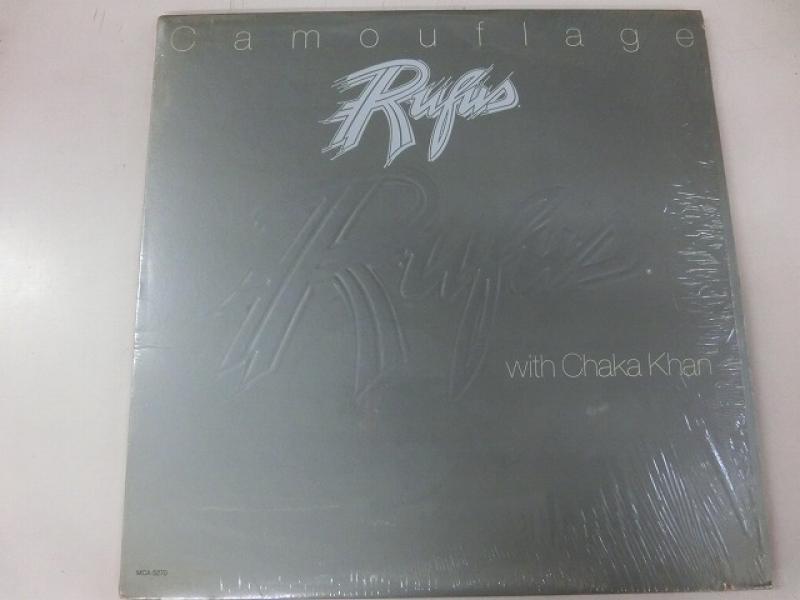 Camouflage
Rufus
Rufus
with Chaka Khan
MCA-5270